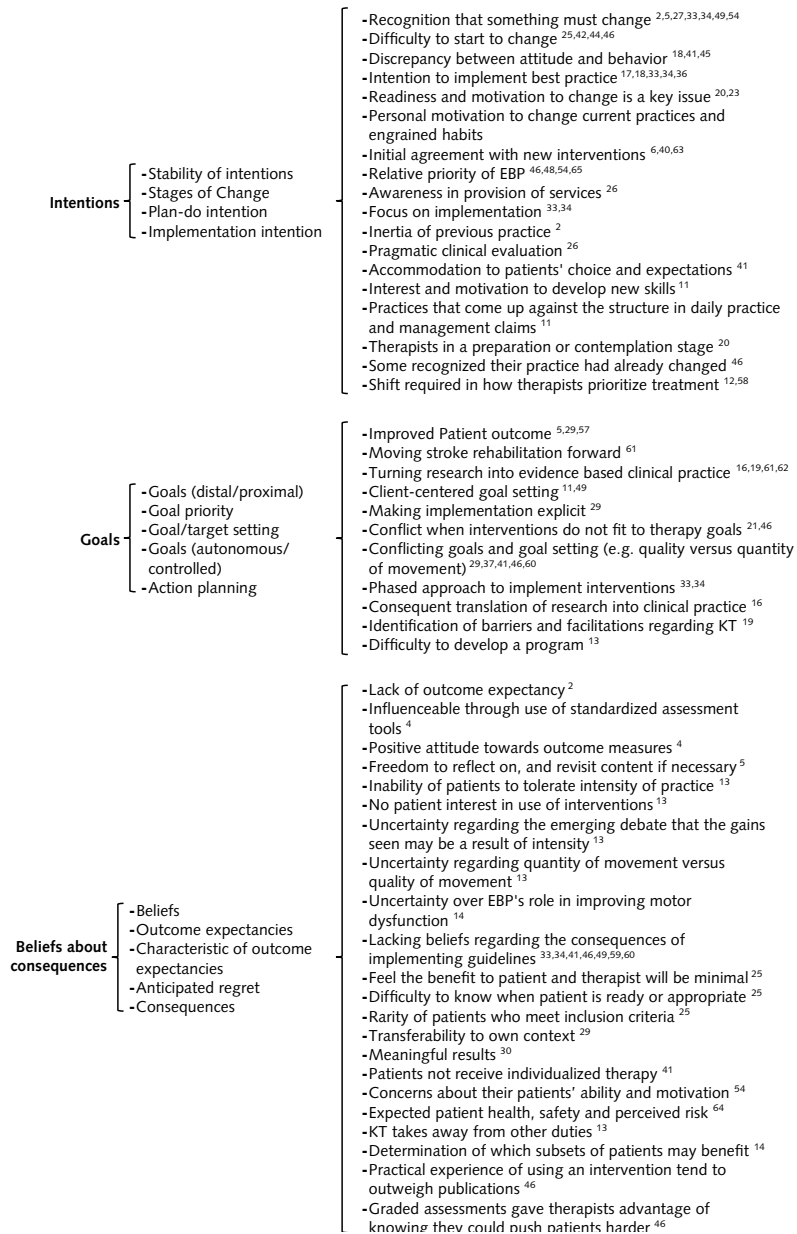 Intentions
-Stability of intentions
-Stages of Change
-Plan-do intention
-Implementation intention
-Recognition that something must change 2,5,27,33,34,49,54
-Difficulty to start to change 25,42,44,46
-Discrepancy between attitude and behavior 18,41,45
-Intention to implement best practice 17,18,33,34,36
-Readiness and motivation to change is a key issue 20,23
-Personal motivation to change current practices and
engrained habits
-Initial agreement with new interventions 6,40,63
-Relative priority of EBP 46,48,54,65
-Awareness in provision of services 26
-Focus on implementation 33,34
-Inertia of previous practice 2
-Pragmatic clinical evaluation 26
-Accommodation to patients' choice and expectations 41
-Interest and motivation to develop new skills 11
-Practices that come up against the structure in daily practice
and management claims 11
-Therapists in a preparation or contemplation stage 20
-Some recognized their practice had already changed 46
-Shift required in how therapists prioritize treatment 12,58
Goals
-Goals (distal/proximal)
-Goal priority
-Goal/target setting
-Goals (autonomous/
controlled)
-Action planning
-Improved Patient outcome 5,29,57
-Moving stroke rehabilitation forward 61
-Turning research into evidence based clinical practice 16,19,61,62
-Client-centered goal setting 11,49
-Making implementation explicit 29
-Conflict when interventions do not fit to therapy goals 21,46
-Conflicting goals and goal setting (e.g. quality versus quantity
of movement) 29,37,41,46,60
-Phased approach to implement interventions 33,34
-Consequent translation of research into clinical practice 16
-Identification of barriers and facilitations regarding KT 19
-Difficulty to develop a program 13
Beliefs about
consequences
-Beliefs
-Outcome expectancies
-Characteristic of outcome
expectancies
-Anticipated regret
-Consequences
-Lack of outcome expectancy 2
-Influenceable through use of standardized assessment
tools 4
-Positive attitude towards outcome measures 4
-Freedom to reflect on, and revisit content if necessary 5
-Inability of patients to tolerate intensity of practice 13
-No patient interest in use of interventions 13
-Uncertainty regarding the emerging debate that the gains
seen may be a result of intensity 13
-Uncertainty regarding quantity of movement versus
quality of movement 13
-Uncertainty over EBP's role in improving motor
dysfunction 14
-Lacking beliefs regarding the consequences of
implementing guidelines 33,34,41,46,49,59,60
-Feel the benefit to patient and therapist will be minimal 25
-Difficulty to know when patient is ready or appropriate 25
-Rarity of patients who meet inclusion criteria 25
-Transferability to own context 29
-Meaningful results 30
-Patients not receive individualized therapy 41
-Concerns about their patients' ability and motivation 54
-Expected patient health, safety and perceived risk 64
-KT takes away from other duties 13
-Determination of which subsets of patients may benefit 14
-Practical experience of using an intervention tend to
outweigh publications 46
-Graded assessments gave therapists advantage of
knowing they could push patients harder 46